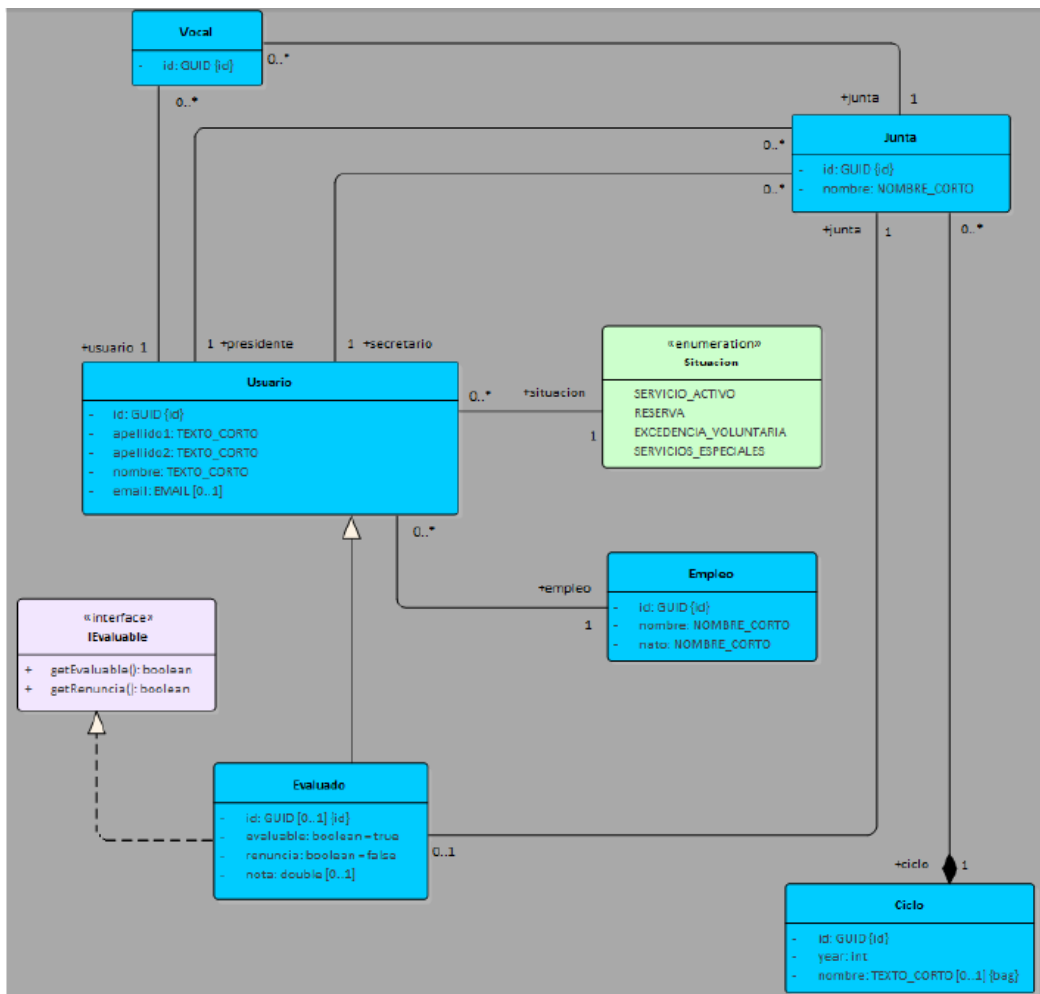 Vocal
- id: GUID {id}
0..*
0..*
+junta 1
Junta
- id: GUID {id}
- nombre: NOMBRE_CORTO
0..*
0..*
+junta 1
0..*
+usuario 1
1 +presidente
1 +secretario
Usuario
- id: GUID {id}
- apellido1: TEXTO_CORTO
- apellido2: TEXTO_CORTO
- nombre: TEXTO_CORTO
- email: EMAIL [0..1]
0..*
+situacion
1
«enumeration»
Situacion
SERVICIO_ACTIVO
RESERVA
EXCEDENCIA_VOLUNTARIA
SERVICIOS_ESPECIALES
0..*
+empleo
1
Empleo
- id: GUID {id}
- nombre: NOMBRE_CORTO
- nato: NOMBRE_CORTO
«interface»
IEvaluable
+ getEvaluable(): boolean
+ getRenuncia(): boolean
Evaluado
- id: GUID [0..1] {id}
- evaluable: boolean = true
- renuncia: boolean = false
- nota: double [0..1]
0..1
+ciclo 1
Ciclo
- id: GUID {id}
- year: int
- nombre: TEXTO_CORTO [0..1] {bag}